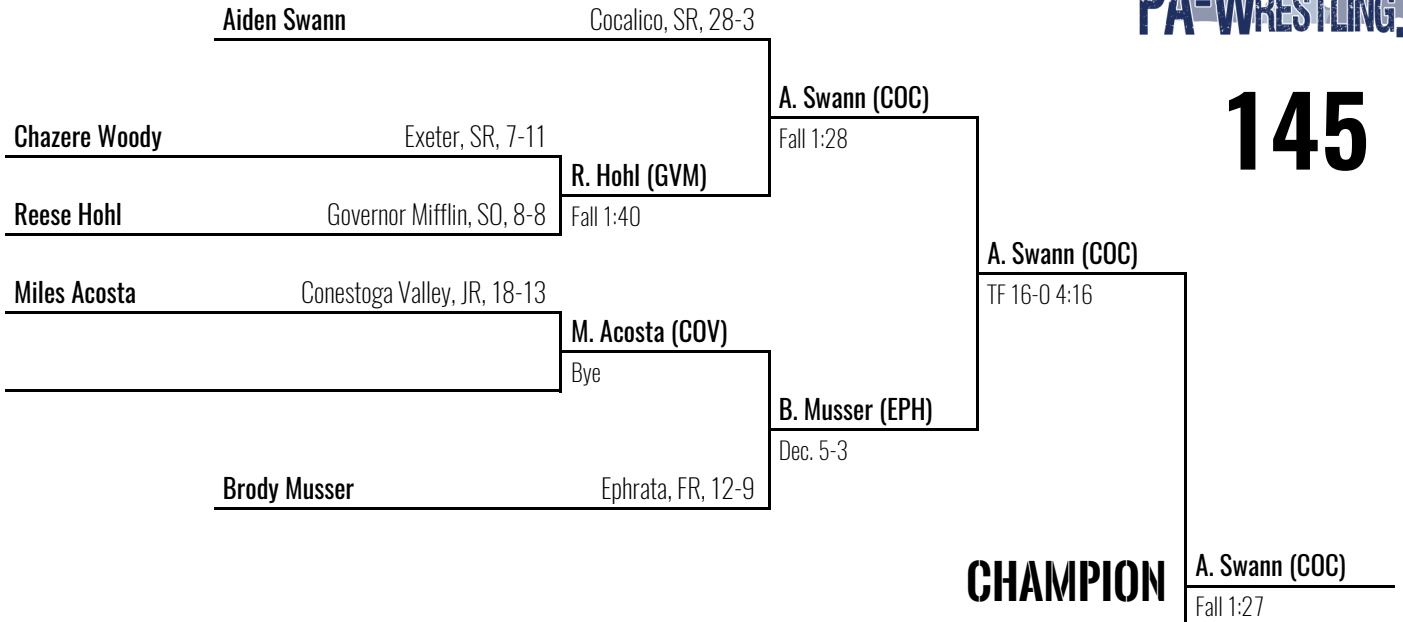 PA-WRESTLING
Aiden Swann Cocalico, SR, 28-3
145
A. Swann (COC)
Fall 1:28
Chazere Woody Exeter, SR, 7-11
R. Hohl (GVM)
Fall 1:40
Reese Hohl Governor Mifflin, SO, 8-8
A. Swann (COC)
TF 16-0 4:16
Miles Acosta Conestoga Valley, JR, 18-13
M. Acosta (COV)
Bye
B. Musser (EPH)
Dec. 5-3
Brody Musser Ephrata, FR, 12-9
CHAMPION
A. Swann (COC)
Fall 1:27